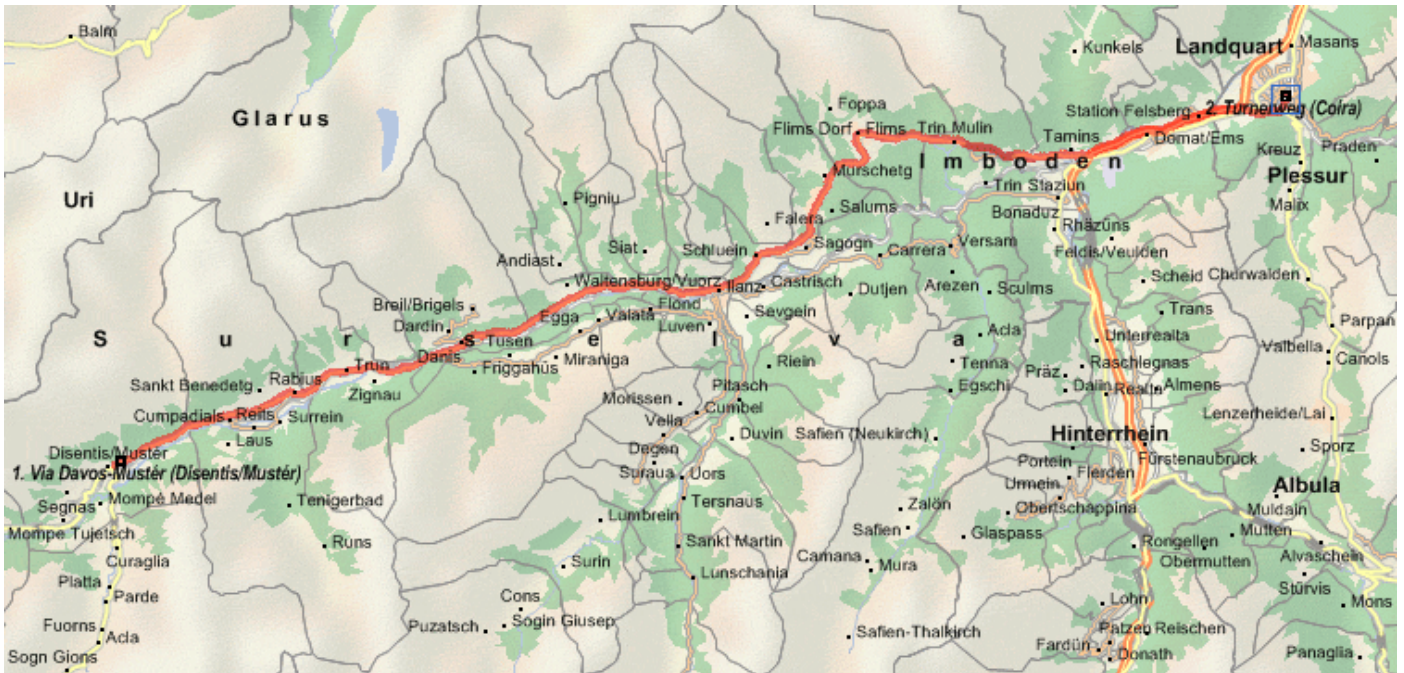 Balm
Kunkels
Landquart
Masans
Glarus
Foppa
Station Felsberg
2. Turnerweg (Coira)
Flims Dorf
Flims
Trin Mulin
Tamins
Domat/Ems
Imboden
Kreuz
Praden
Murschetg
Plessur
Uri
Pigniu
Trin Staziun
Malix
Falera
Salums
Bonaduz
Rhäzüns
Siat
Schluein
Sagogn
Carrera
Versam
Feldis/Veulden
Andiast
Waltensburg/Vuorz
Ilanz
Castrisch
Dutjen
Arezen
Sculms
Scheid
Churwalden
Breil/Brigels
Dardin
Egga
Valata
Flond
Luven
Sevgein
Trans
Parpan
Surselva
Danis
Tusen
Acla
Unterrealta
Valbella
Canols
Trun
Friggahüs
Miraniga
Riein
Tenna
Präz
Raschlegnas
Sankt Benedetg
Rabius
Zignau
Pitasch
Egschi
Dalin
Realta
Almens
Morissen
Cumbel
Cumpadials
Reits
Surrein
Vella
Lenzerheide/Lai
Laus
Degen
Duvin
Safien (Neukirch)
Hinterrhein
Sporz
Disentis/Mustér
1. Via Davos-Mustér (Disentis/Mustér)
Suraua
Uors
Portein
Flerden
Fürstenaubruck
Urmein
Albula
Segnas
Mompé Medel
Tenigerbad
Tersnaus
Zalön
Obertschappina
Muldain
Mompe Tujetsch
Lumbrein
Safien
Glaspass
Mutten
Curaglia
Runs
Sankt Martin
Camana
Rongellen
Obermutten
Alvaschein
Platta
Surin
Mura
Lunschania
Stürvis
Parde
Cons
Lohn
Mons
Fuorns
Acla
Puzatsch
Sogin Giusep
Safien-Thalkirch
Patzen
Reischen
Fardün
Donath
Sogn Gions
Panaglia